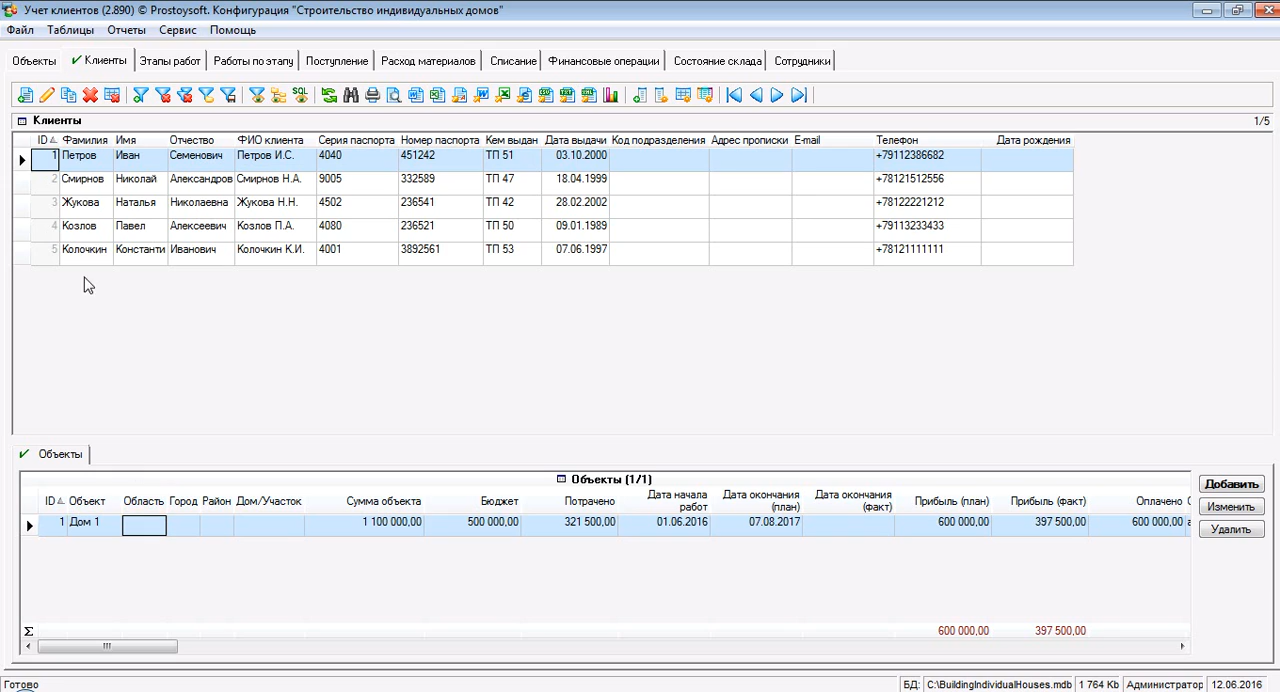 Учет клиентов (2.890) © Prostoysoft. Конфигурация "Строительство индивидуальных домов"
Файл Таблицы Отчеты Сервис Помощь
Объекты Клиенты Этапы работ Работы по этапу Поступление Расход материалов Списание Финансовые операции Состояние склада Сотрудники
SQL
Клиенты 1/5
ID Фамилия Имя Отчество ФИО клиента Серия паспорта Номер паспорта Кем выдан Дата выдачи Код подразделения Адрес прописки E-mail Телефон Дата рождения
1 Петров Иван Семенович Петров И.С. 4040 451242 ТП 51 03.10.2000 +79112386682
2 Смирнов Николай Александров Смирнов Н.А. 9005 332589 ТП 47 18.04.1999 +78121512556
3 Жукова Наталья Николаевна Жукова Н.Н. 4502 236541 ТП 42 28.02.2002 +78122221212
4 Козлов Павел Алексеевич Козлов П.А. 4080 236521 ТП 50 09.01.1989 +79113233433
5 Колочкин Константи Иванович Колочкин К.И. 4001 3892561 ТП 53 07.06.1997 +78121111111
Объекты
Объекты (1/1)
ID Объект Область Город Район Дом/Участок Сумма объекта Бюджет Потрачено Дата начала работ Дата окончания (план) Дата окончания (факт) Прибыль (план) Прибыль (факт) Оплачено
1 Дом 1 1 100 000,00 500 000,00 321 500,00 01.06.2016 07.08.2017 600 000,00 397 500,00 600 000,00
Σ 600 000,00 397 500,00
Добавить
Изменить
Удалить
Готово БД: C:\BuildingIndividualHouses.mdb 1 764 Kb Администратор 12.06.2016